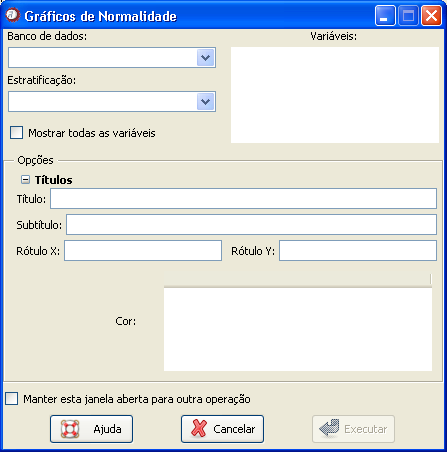 Gráficos de Normalidade
Banco de dados:
Variáveis:
Estratificação:
Mostrar todas as variáveis
Opções
Títulos
Título:
Subtítulo:
Rótulo X:
Rótulo Y:
Cor:
Manter esta janela aberta para outra operação
Ajuda
Cancelar
Executar